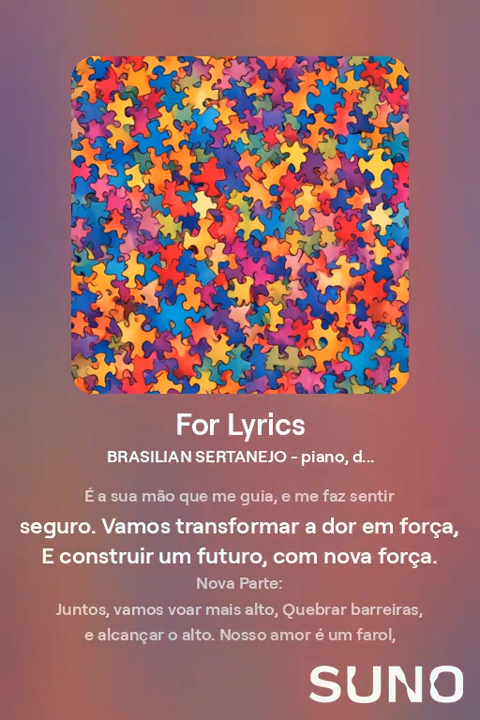 For Lyrics
BRASILIAN SERTANEJO - piano, d...
É a sua mão que me guia, e me faz sentir
seguro. Vamos transformar a dor em força,
E construir um futuro, com nova força.
Nova Parte:
Juntos, vamos voar mais alto, Quebrar barreiras,
e alcançar o alto. Nosso amor é um farol,
SUNO